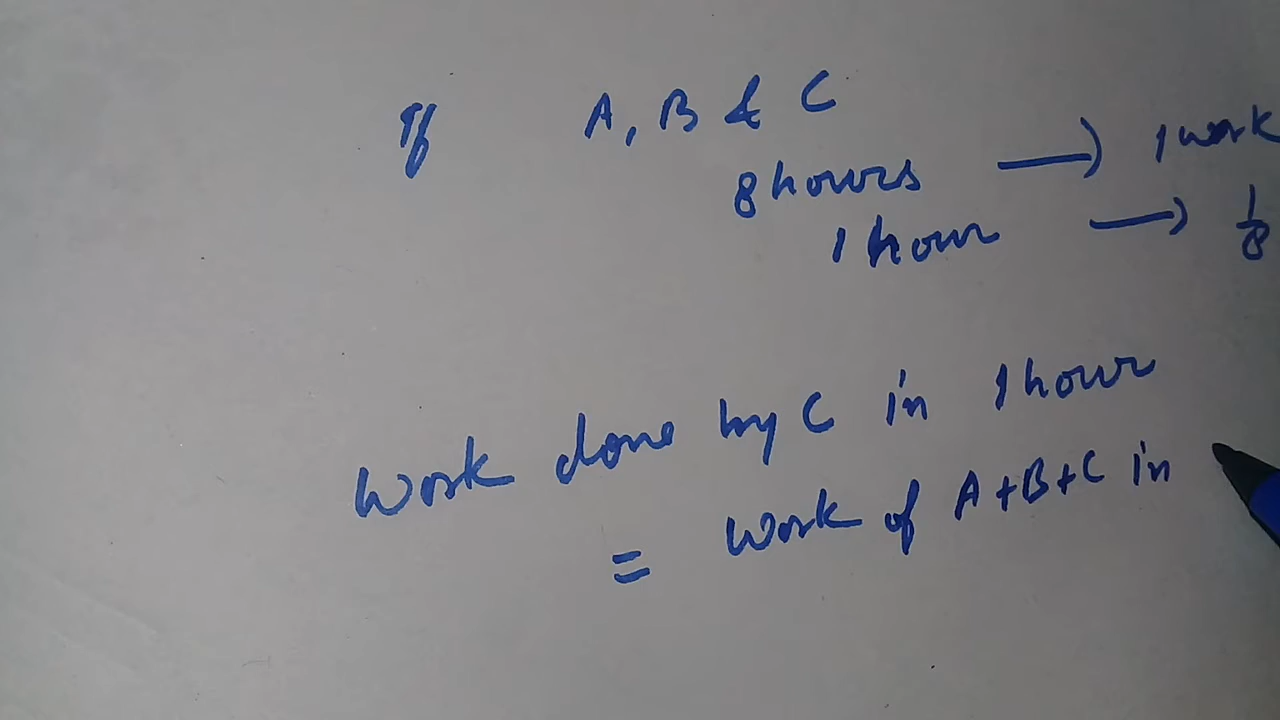 If A, B & C
8 hours → 1 work
1 hour → 1/8
Work done by C in 1 hour
= Work of A+B+C in